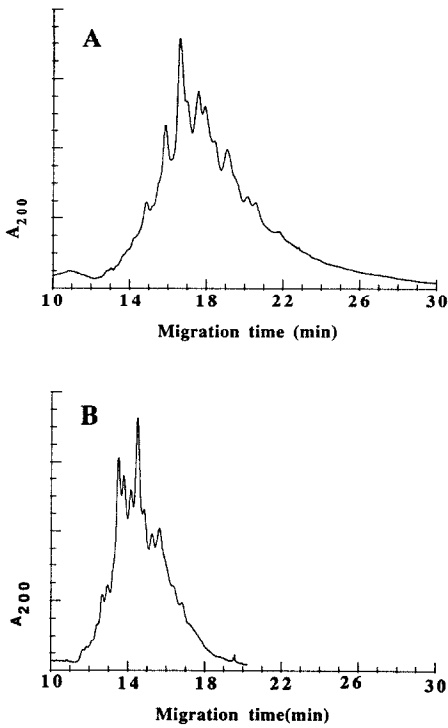 A
A200
10 14 18 22 26 30
Migration time (min)
B
A200
10 14 18 22 26 30
Migration time(min)